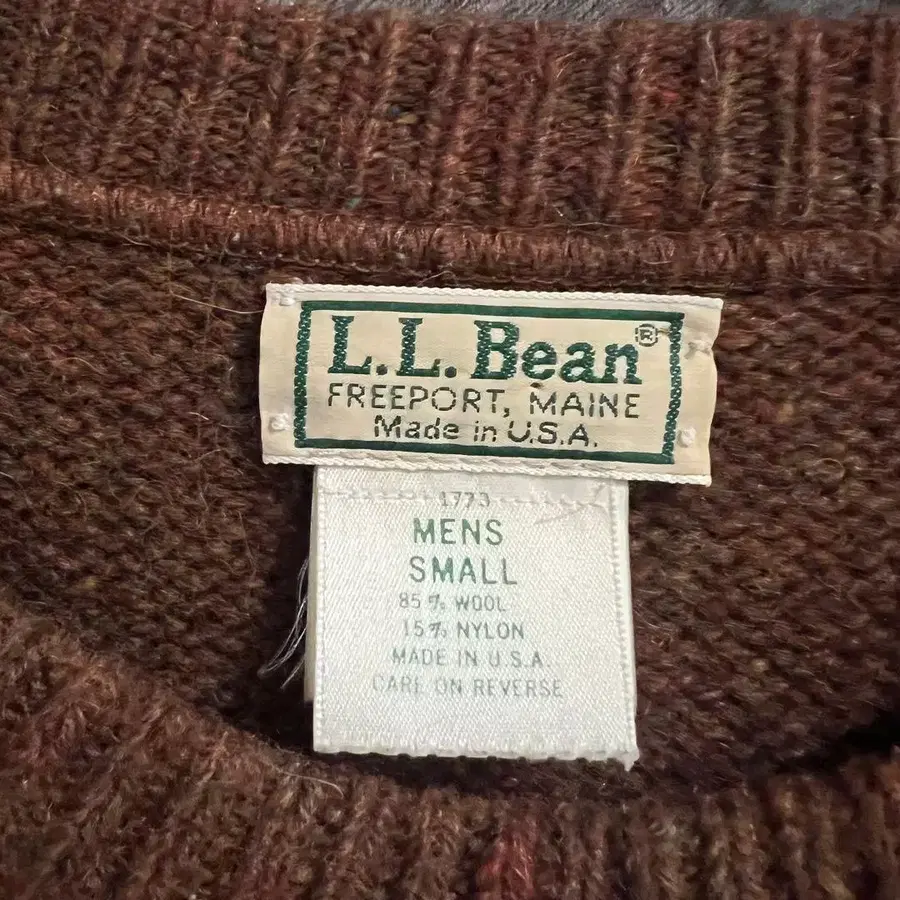 L.L.Bean®
FREEPORT, MAINE
Made in U.S.A.
1773
MENS
SMALL
85% WOOL
15% NYLON
MADE IN U.S.A.
CARE ON REVERSE